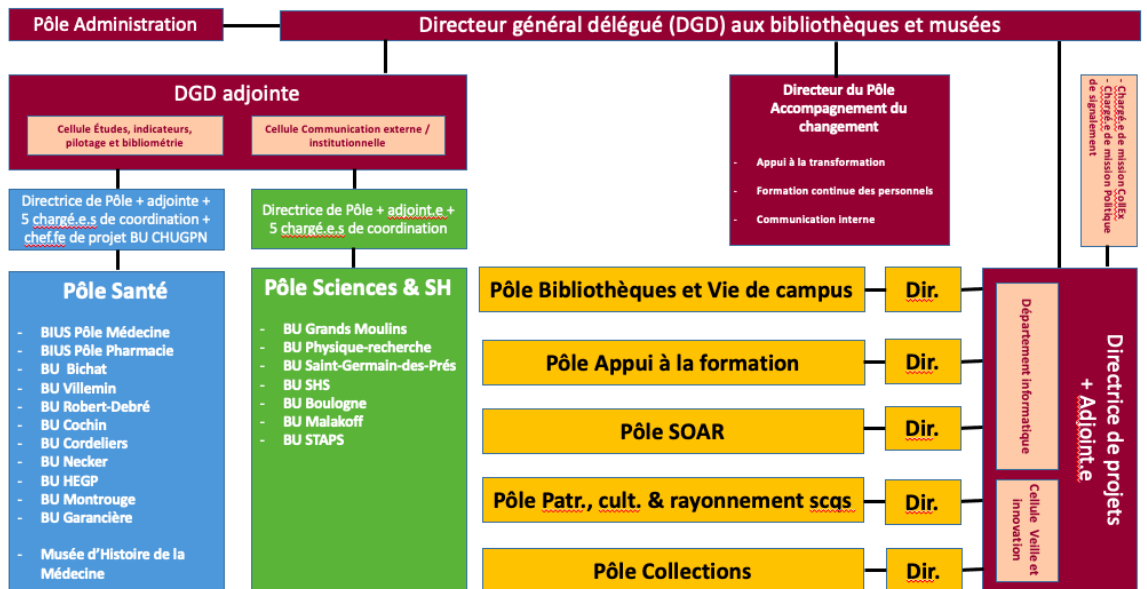 Pôle Administration
Directeur général délégué (DGD) aux bibliothèques et musées
DGD adjointe
Cellule Études, indicateurs,
pilotage et bibliométrie
Cellule Communication externe /
institutionnelle
Directeur du Pôle
Accompagnement du
changement
- Appui à la transformation
- Formation continue des personnels
- Communication interne
- Chargé.e de mission CollEx
- Chargé.e de mission Politique
de signalement
Directrice de Pôle + adjointe +
5 chargé.e.s de coordination +
chef.fe de projet BU CHUGPN
Directrice de Pôle + adjoint.e +
5 chargé.e.s de coordination
Pôle Santé
- BIUS Pôle Médecine
- BIUS Pôle Pharmacie
- BU Bichat
- BU Villemin
- BU Robert-Debré
- BU Cochin
- BU Cordeliers
- BU Necker
- BU HEGP
- BU Montrouge
- BU Garancière
- Musée d’Histoire de la
Médecine
Pôle Sciences & SH
- BU Grands Moulins
- BU Physique-recherche
- BU Saint-Germain-des-Prés
- BU SHS
- BU Boulogne
- BU Malakoff
- BU STAPS
Pôle Bibliothèques et Vie de campus
Dir.
Pôle Appui à la formation
Dir.
Pôle SOAR
Dir.
Pôle Patr., cult. & rayonnement scqs
Dir.
Pôle Collections
Dir.
Département informatique
Cellule Veille et
innovation
Directrice de projets
+ Adjoint.e